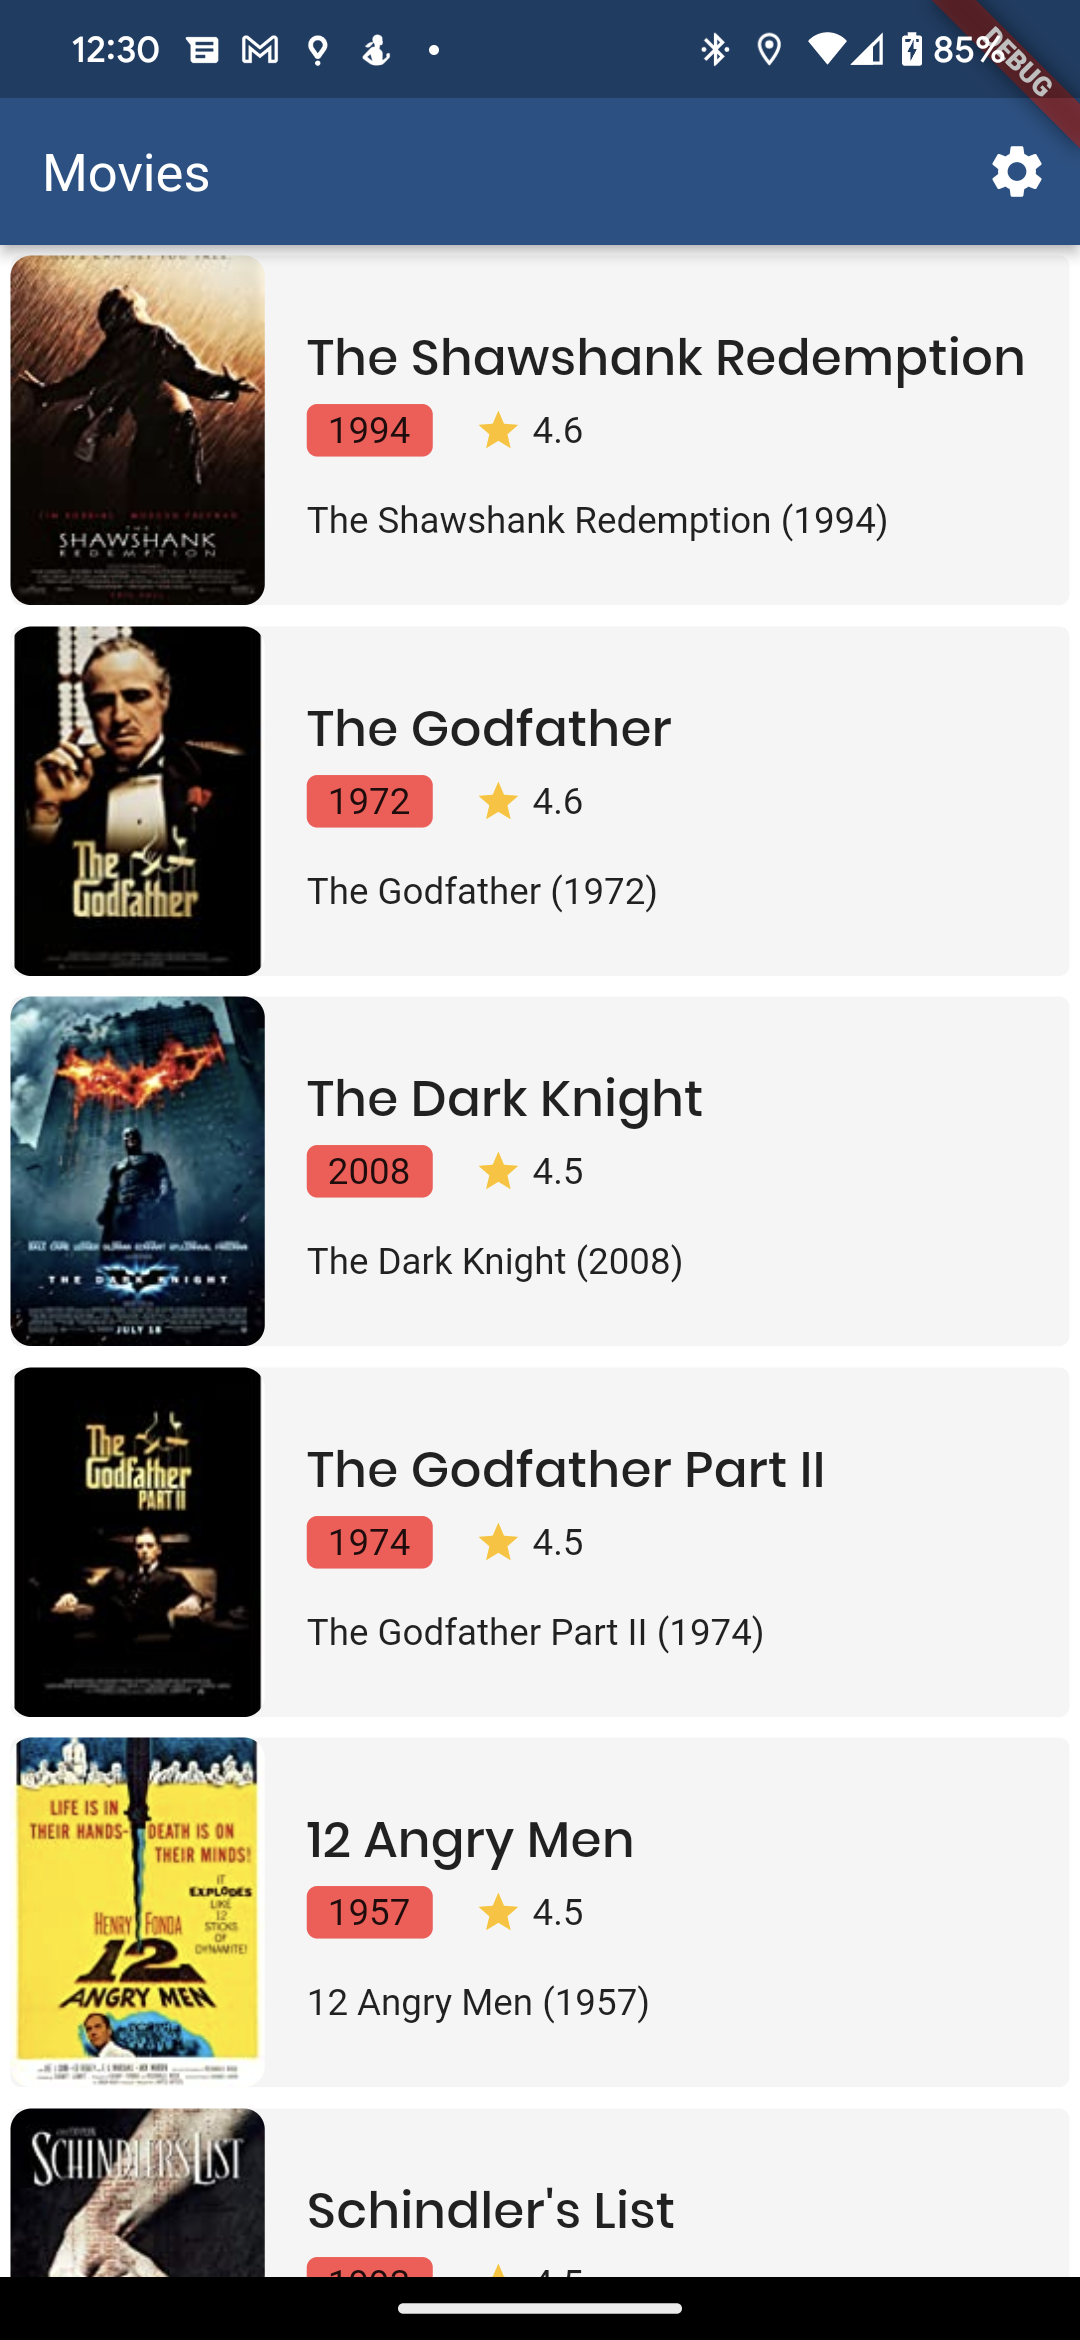 12:30
85%
DEBUG
Movies
The Shawshank Redemption
1994
4.6
The Shawshank Redemption (1994)
SHAWSHANK
REDEMPTION
The Godfather
1972
4.6
The Godfather (1972)
The
Godfather
The Dark Knight
2008
4.5
The Dark Knight (2008)
THE DARK KNIGHT
JULY 18
The Godfather Part II
1974
4.5
The Godfather Part II (1974)
The
Godfather
PART II
12 Angry Men
1957
4.5
12 Angry Men (1957)
LIFE IS IN
THEIR HANDS-
DEATH IS ON
THEIR MINDS!
IT
EXPLODES
LIKE
12
STICKS
OF
DYNAMITE!
HENRY FONDA
12
ANGRY MEN
SCHINDLER'S LIST
Schindler's List